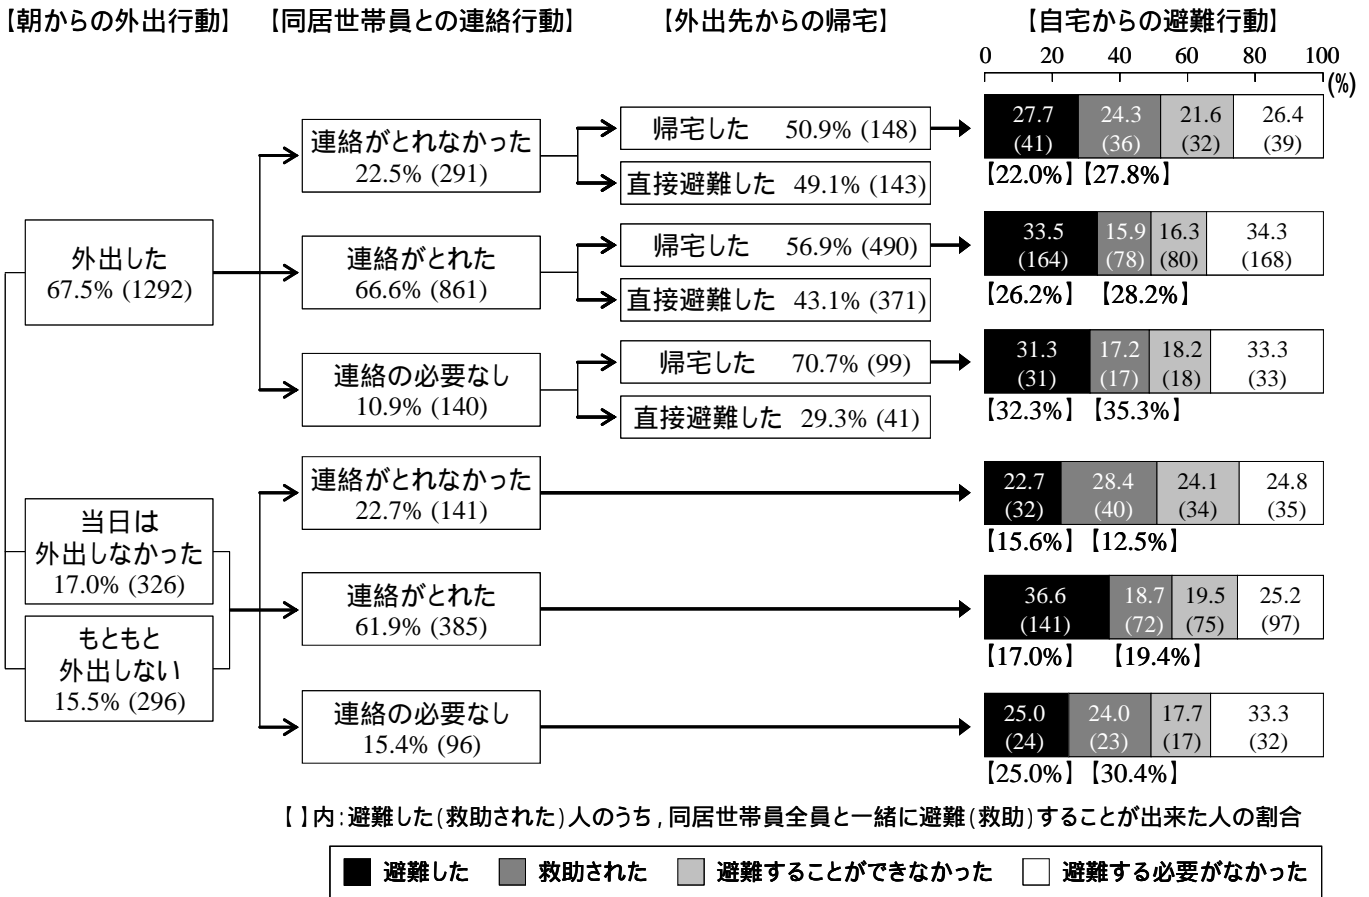 【朝からの外出行動】 【同居世帯員との連絡行動】 【外出先からの帰宅】 【自宅からの避難行動】
0 20 40 60 80 100
(%)
外出した
67.5% (1292)
当日は
外出しなかった
17.0% (326)
もともと
外出しない
15.5% (296)
連絡がとれなかった
22.5% (291)
連絡がとれた
66.6% (861)
連絡の必要なし
10.9% (140)
連絡がとれなかった
22.7% (141)
連絡がとれた
61.9% (385)
連絡の必要なし
15.4% (96)
帰宅した 50.9% (148)
直接避難した 49.1% (143)
帰宅した 56.9% (490)
直接避難した 43.1% (371)
帰宅した 70.7% (99)
直接避難した 29.3% (41)
27.7 24.3 21.6 26.4
(41) (36) (32) (39)
【22.0%】【27.8%】
33.5 15.9 16.3 34.3
(164) (78) (80) (168)
【26.2%】 【28.2%】
31.3 17.2 18.2 33.3
(31) (17) (18) (33)
【32.3%】 【35.3%】
22.7 28.4 24.1 24.8
(32) (40) (34) (35)
【15.6%】【12.5%】
36.6 18.7 19.5 25.2
(141) (72) (75) (97)
【17.0%】 【19.4%】
25.0 24.0 17.7 33.3
(24) (23) (17) (32)
【25.0%】【30.4%】
【 】内:避難した(救助された)人のうち,同居世帯員全員と一緒に避難(救助)することが出来た人の割合
避難した 救助された 避難することができなかった 避難する必要がなかった